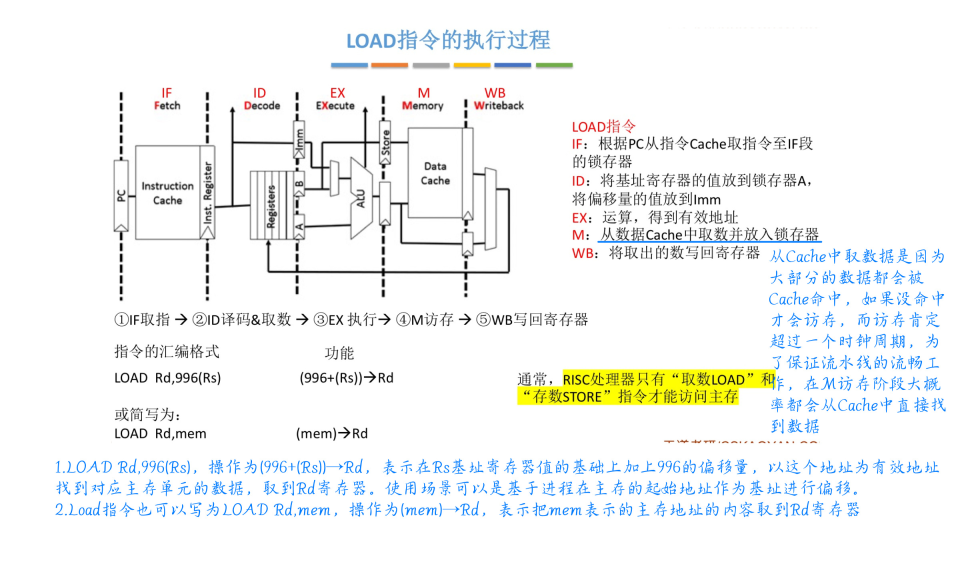 LOAD指令的执行过程
IF
Fetch
ID
Decode
EX
EXecute
M
Memory
WB
Writeback
PC
Instruction
Cache
Inst. Register
Registers
Imm
B
A
ALU
Store
Data
Cache
LOAD指令
IF：根据PC从指令Cache取指令至IF段
的锁存器
ID：将基址寄存器的值放到锁存器A，
将偏移量的值放到Imm
EX：运算，得到有效地址
M：从数据Cache中取数并放入锁存器
WB：将取出的数写回寄存器
从Cache中取数据是因为
大部分的数据都会被
Cache命中，如果没命中
才会访存，而访存肯定
超过一个时钟周期，为
了保证流水线的流畅工
作，在M访存阶段大概
率都会从Cache中直接找
到数据
①IF取指 → ②ID译码&取数 → ③EX 执行→ ④M访存 → ⑤WB写回寄存器
指令的汇编格式 功能
LOAD Rd,996(Rs) (996+(Rs))→Rd
或简写为：
LOAD Rd,mem (mem)→Rd
通常，RISC处理器只有“取数LOAD”和
“存数STORE”指令才能访问主存
1.LOAD Rd,996(Rs)，操作为(996+(Rs))→Rd，表示在Rs基址寄存器值的基础上加上996的偏移量，以这个地址为有效地址
找到对应主存单元的数据，取到Rd寄存器。使用场景可以是基于进程在主存的起始地址作为基址进行偏移。
2.Load指令也可以写为LOAD Rd,mem，操作为(mem)→Rd，表示把mem表示的主存地址的内容取到Rd寄存器